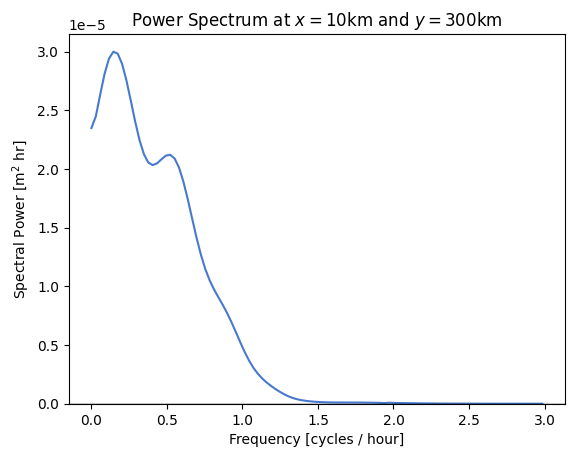 Power Spectrum at x = 10km and y = 300km
1e−5
3.0
2.5
2.0
1.5
1.0
0.5
0.0
Spectral Power [m² hr]
0.0 0.5 1.0 1.5 2.0 2.5 3.0
Frequency [cycles / hour]